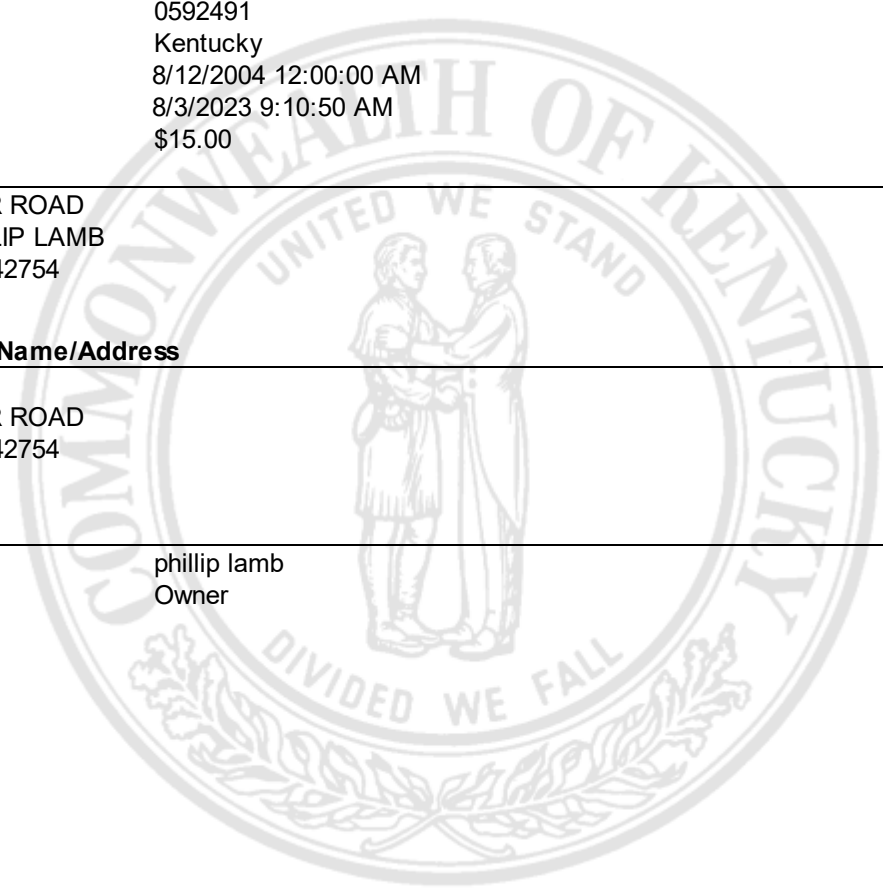 0592491
Kentucky
8/12/2004 12:00:00 AM
8/3/2023 9:10:50 AM
$15.00
R ROAD
LIP LAMB
42754
Name/Address
R ROAD
42754
phillip lamb
Owner
COMMONWEALTH OF KENTUCKY
UNITED WE STAND
DIVIDED WE FALL